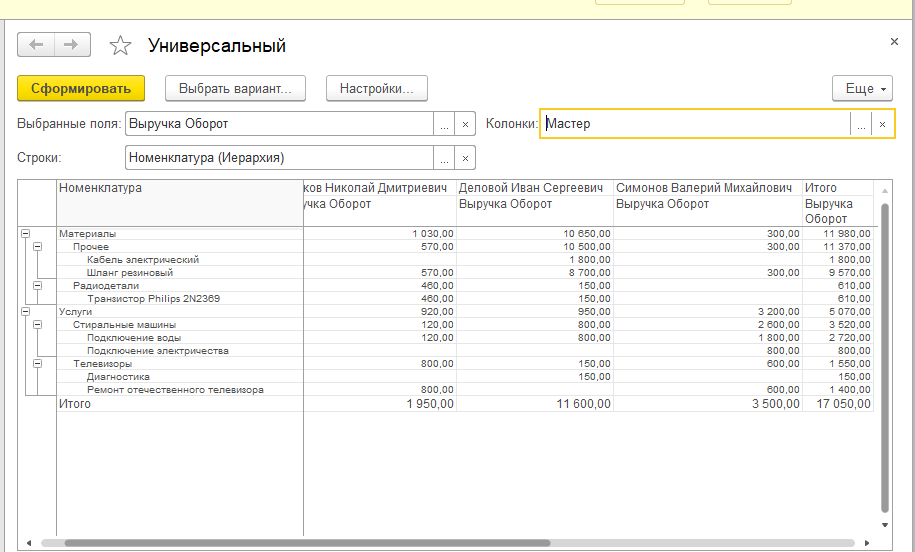 Универсальный
Сформировать Выбрать вариант... Настройки... Еще
Выбранные поля: Выручка Оборот ... × Колонки: Мастер ... ×
Строки: Номенклатура (Иерархия) ... ×
Номенклатура ков Николай Дмитриевич Деловой Иван Сергеевич Симонов Валерий Михайлович Итого
учка Оборот Выручка Оборот Выручка Оборот Выручка
Оборот
Материалы 1 030,00 10 650,00 300,00 11 980,00
Прочее 570,00 10 500,00 300,00 11 370,00
Кабель электрический 1 800,00 1 800,00
Шланг резиновый 570,00 8 700,00 300,00 9 570,00
Радиодетали 460,00 150,00 610,00
Транзистор Philips 2N2369 460,00 150,00 610,00
Услуги 920,00 950,00 3 200,00 5 070,00
Стиральные машины 120,00 800,00 2 600,00 3 520,00
Подключение воды 120,00 800,00 1 800,00 2 720,00
Подключение электричества 800,00 800,00
Телевизоры 800,00 150,00 600,00 1 550,00
Диагностика 150,00 150,00
Ремонт отечественного телевизора 800,00 600,00 1 400,00
Итого 1 950,00 11 600,00 3 500,00 17 050,00